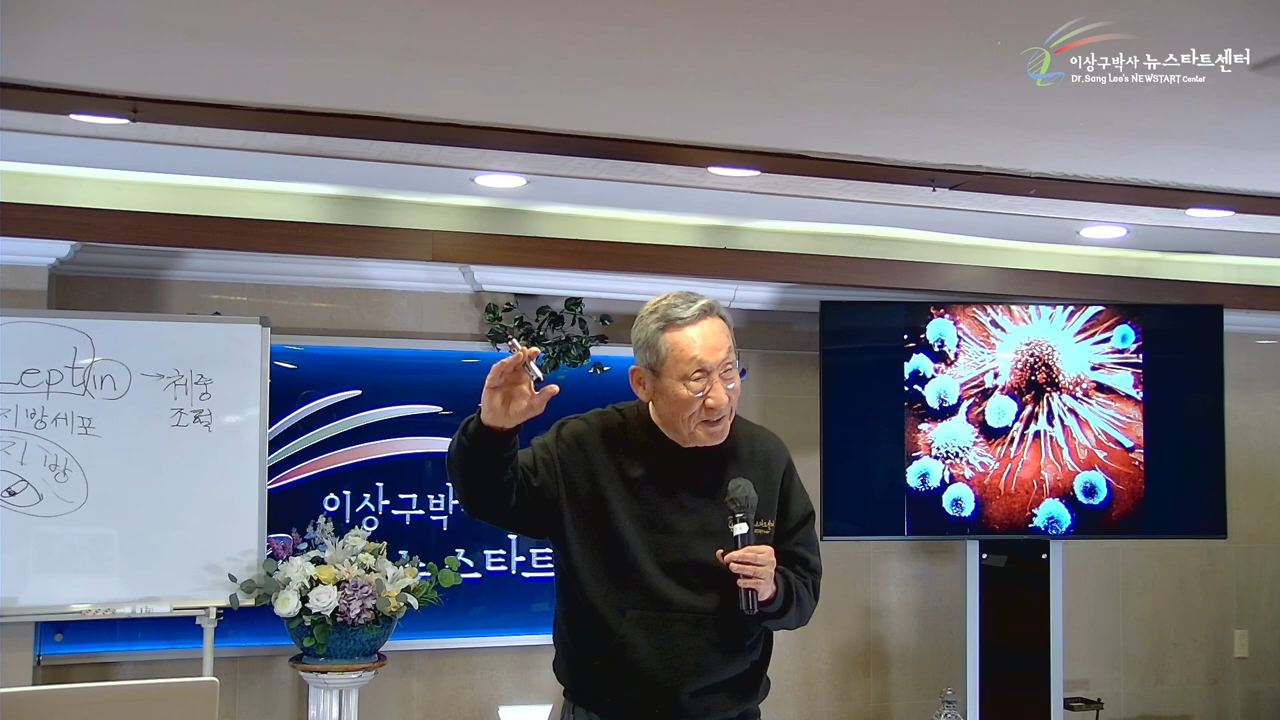 이상구박사 뉴스타트센터
Dr. Sang Lee's NEWSTART Center
Leptin → 체중
조절
지방세포
지방
이상구박
뉴스타트